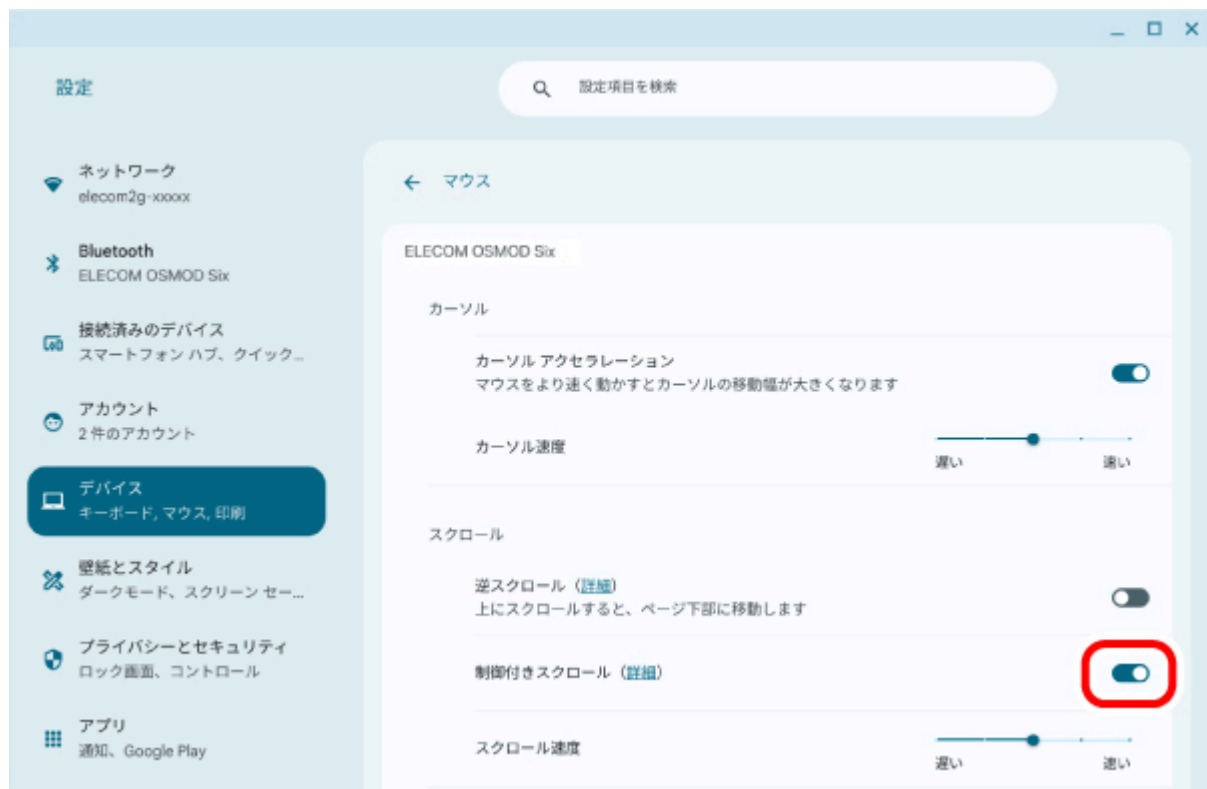 設定
設定項目を検索
ネットワーク
elecom2g-xxxxx
Bluetooth
ELECOM OSMOD Six
接続済みのデバイス
スマートフォン ハブ、クイック...
アカウント
2 件のアカウント
デバイス
キーボード, マウス, 印刷
壁紙とスタイル
ダークモード、スクリーン セー...
プライバシーとセキュリティ
ロック画面、コントロール
アプリ
通知、Google Play
マウス
ELECOM OSMOD Six
カーソル
カーソル アクセラレーション
マウスをより速く動かすとカーソルの移動幅が大きくなります
カーソル速度
遅い 速い
スクロール
逆スクロール（詳細）
上にスクロールすると、ページ下部に移動します
制御付きスクロール（詳細）
スクロール速度
遅い 速い